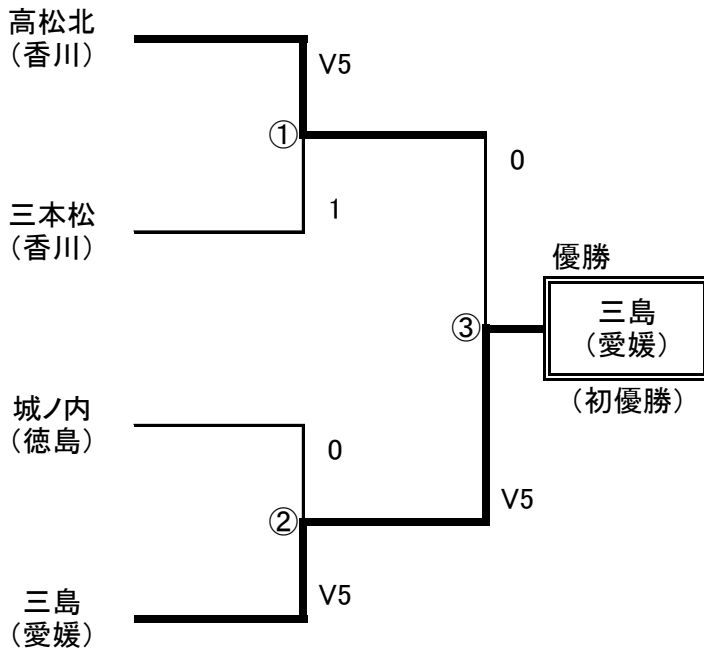 高松北
（香川）
V5
①
0
1
三本松
（香川）
優勝
三島
（愛媛）
③
（初優勝）
城ノ内
（徳島）
0
V5
②
V5
三島
（愛媛）